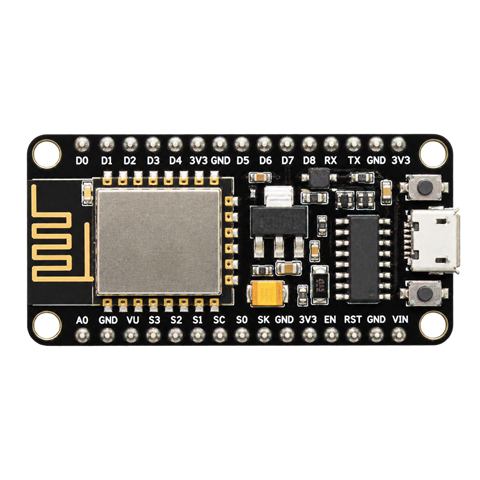 D0 D1 D2 D3 D4 3V3 GND D5 D6 D7 D8 RX TX GND 3V3
A0 GND VU S3 S2 S1 SC S0 SK GND 3V3 EN RST GND VIN